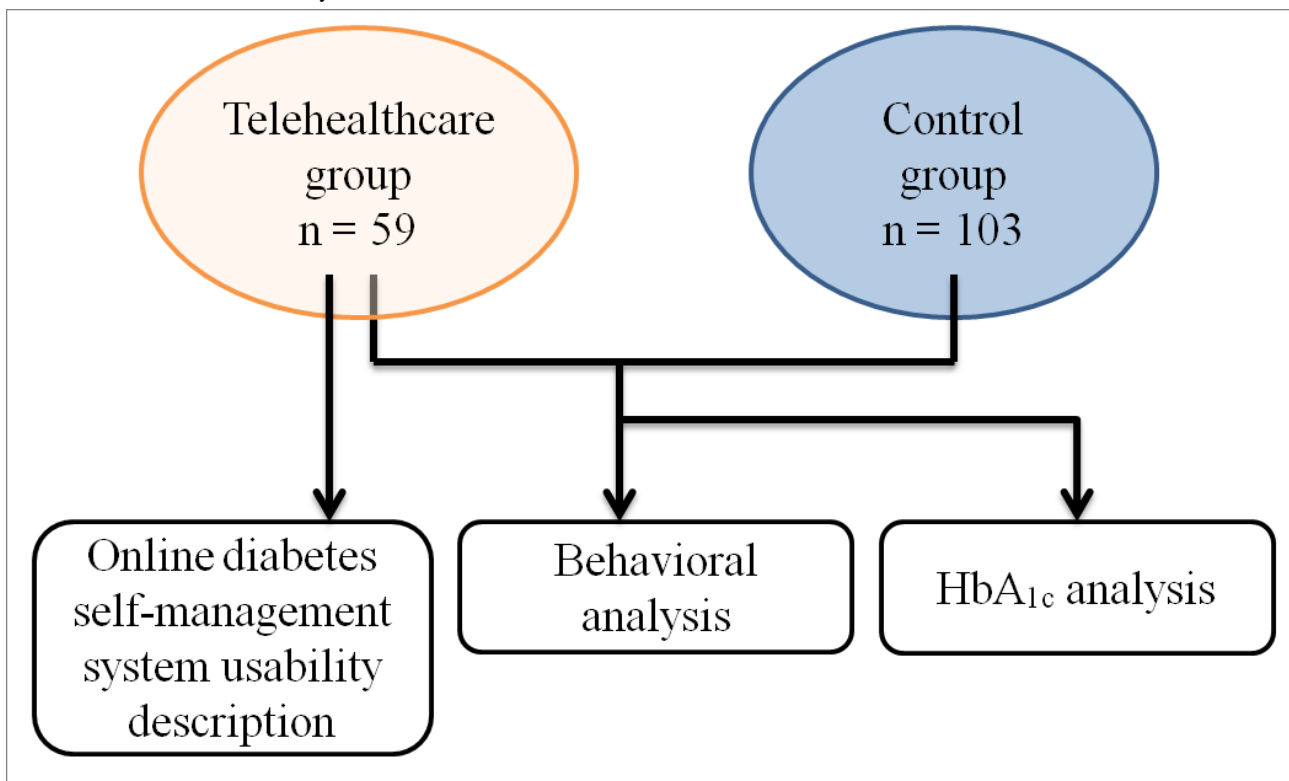 Telehealthcare
group
n = 59
Control
group
n = 103
Online diabetes
self-management
system usability
description
Behavioral
analysis
HbA1c analysis